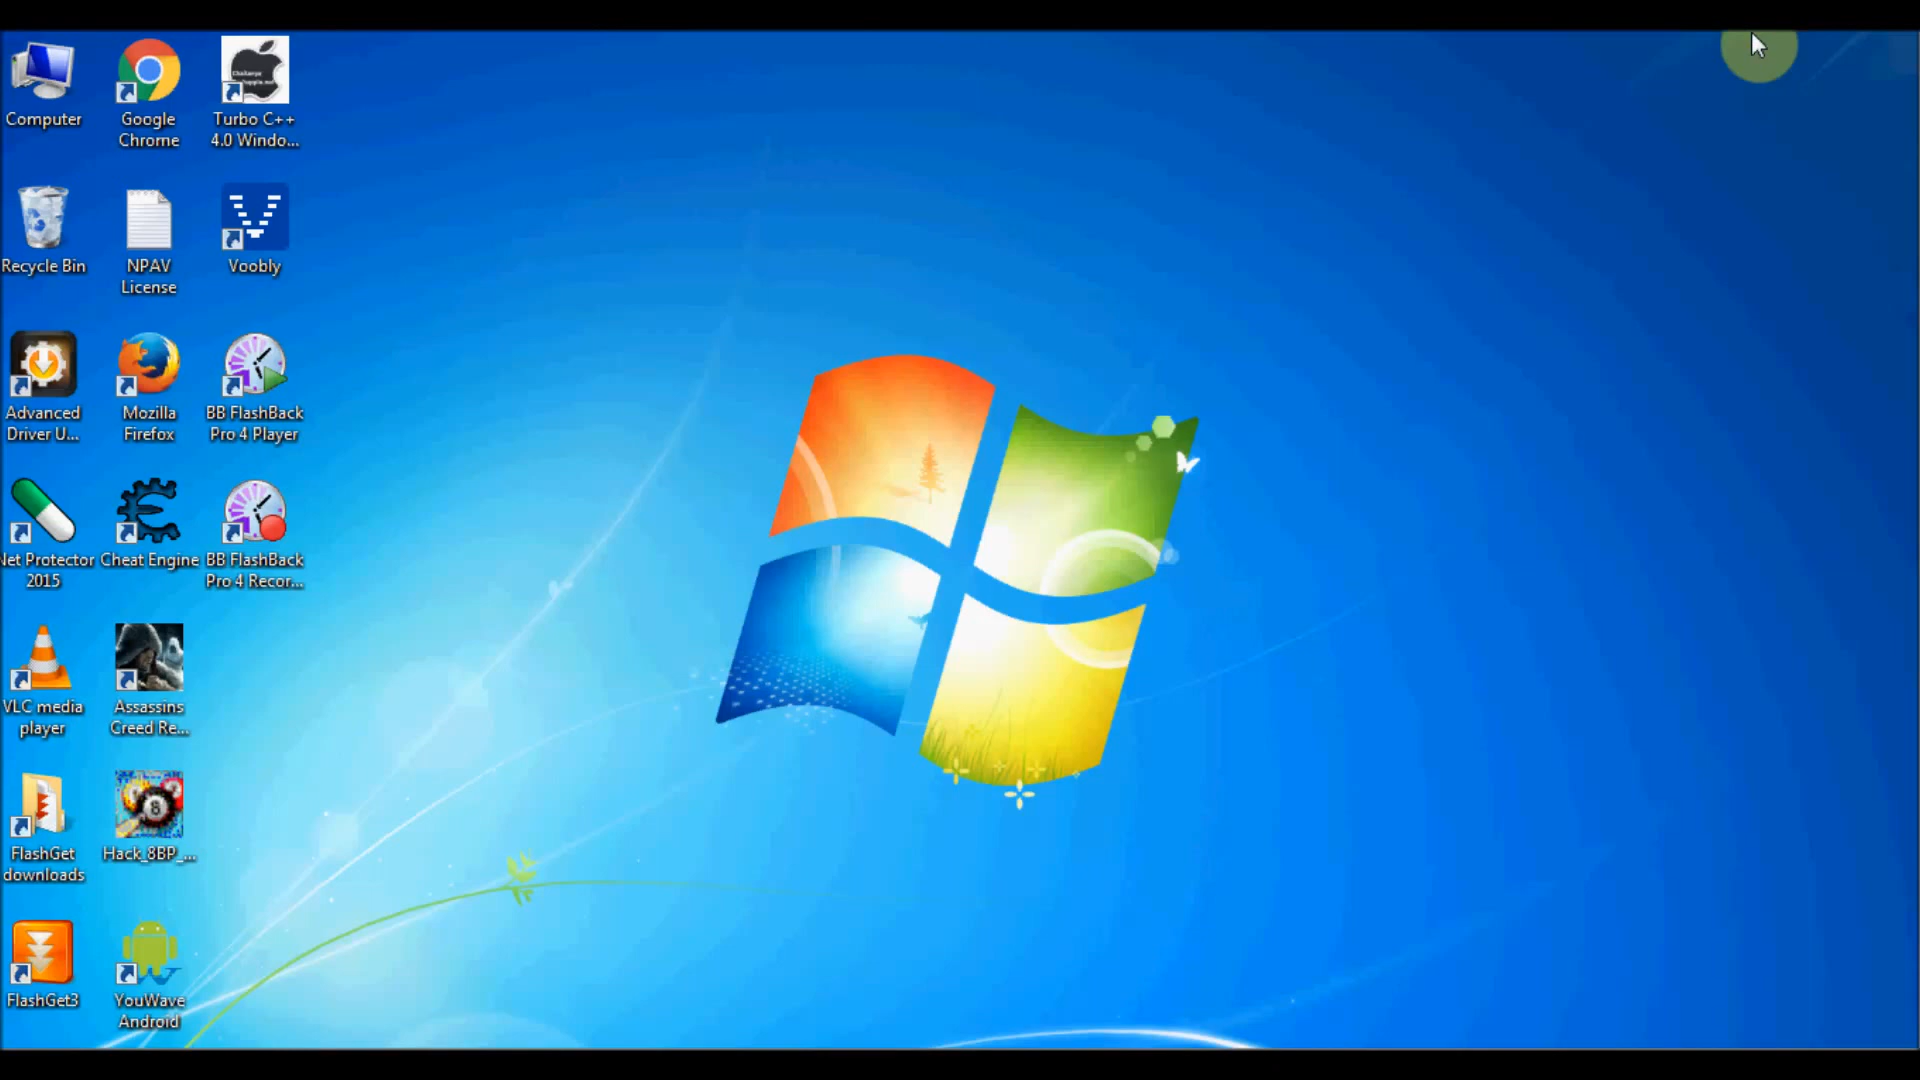 Computer
Google
Chrome
Turbo C++
4.0 Windo...
Recycle Bin
NPAV
License
Voobly
Advanced
Driver U...
Mozilla
Firefox
BB FlashBack
Pro 4 Player
Net Protector
2015
Cheat Engine
BB FlashBack
Pro 4 Recor...
VLC media
player
Assassins
Creed Re...
FlashGet
downloads
8
Hack_8BP_...
FlashGet3
YouWave
Android